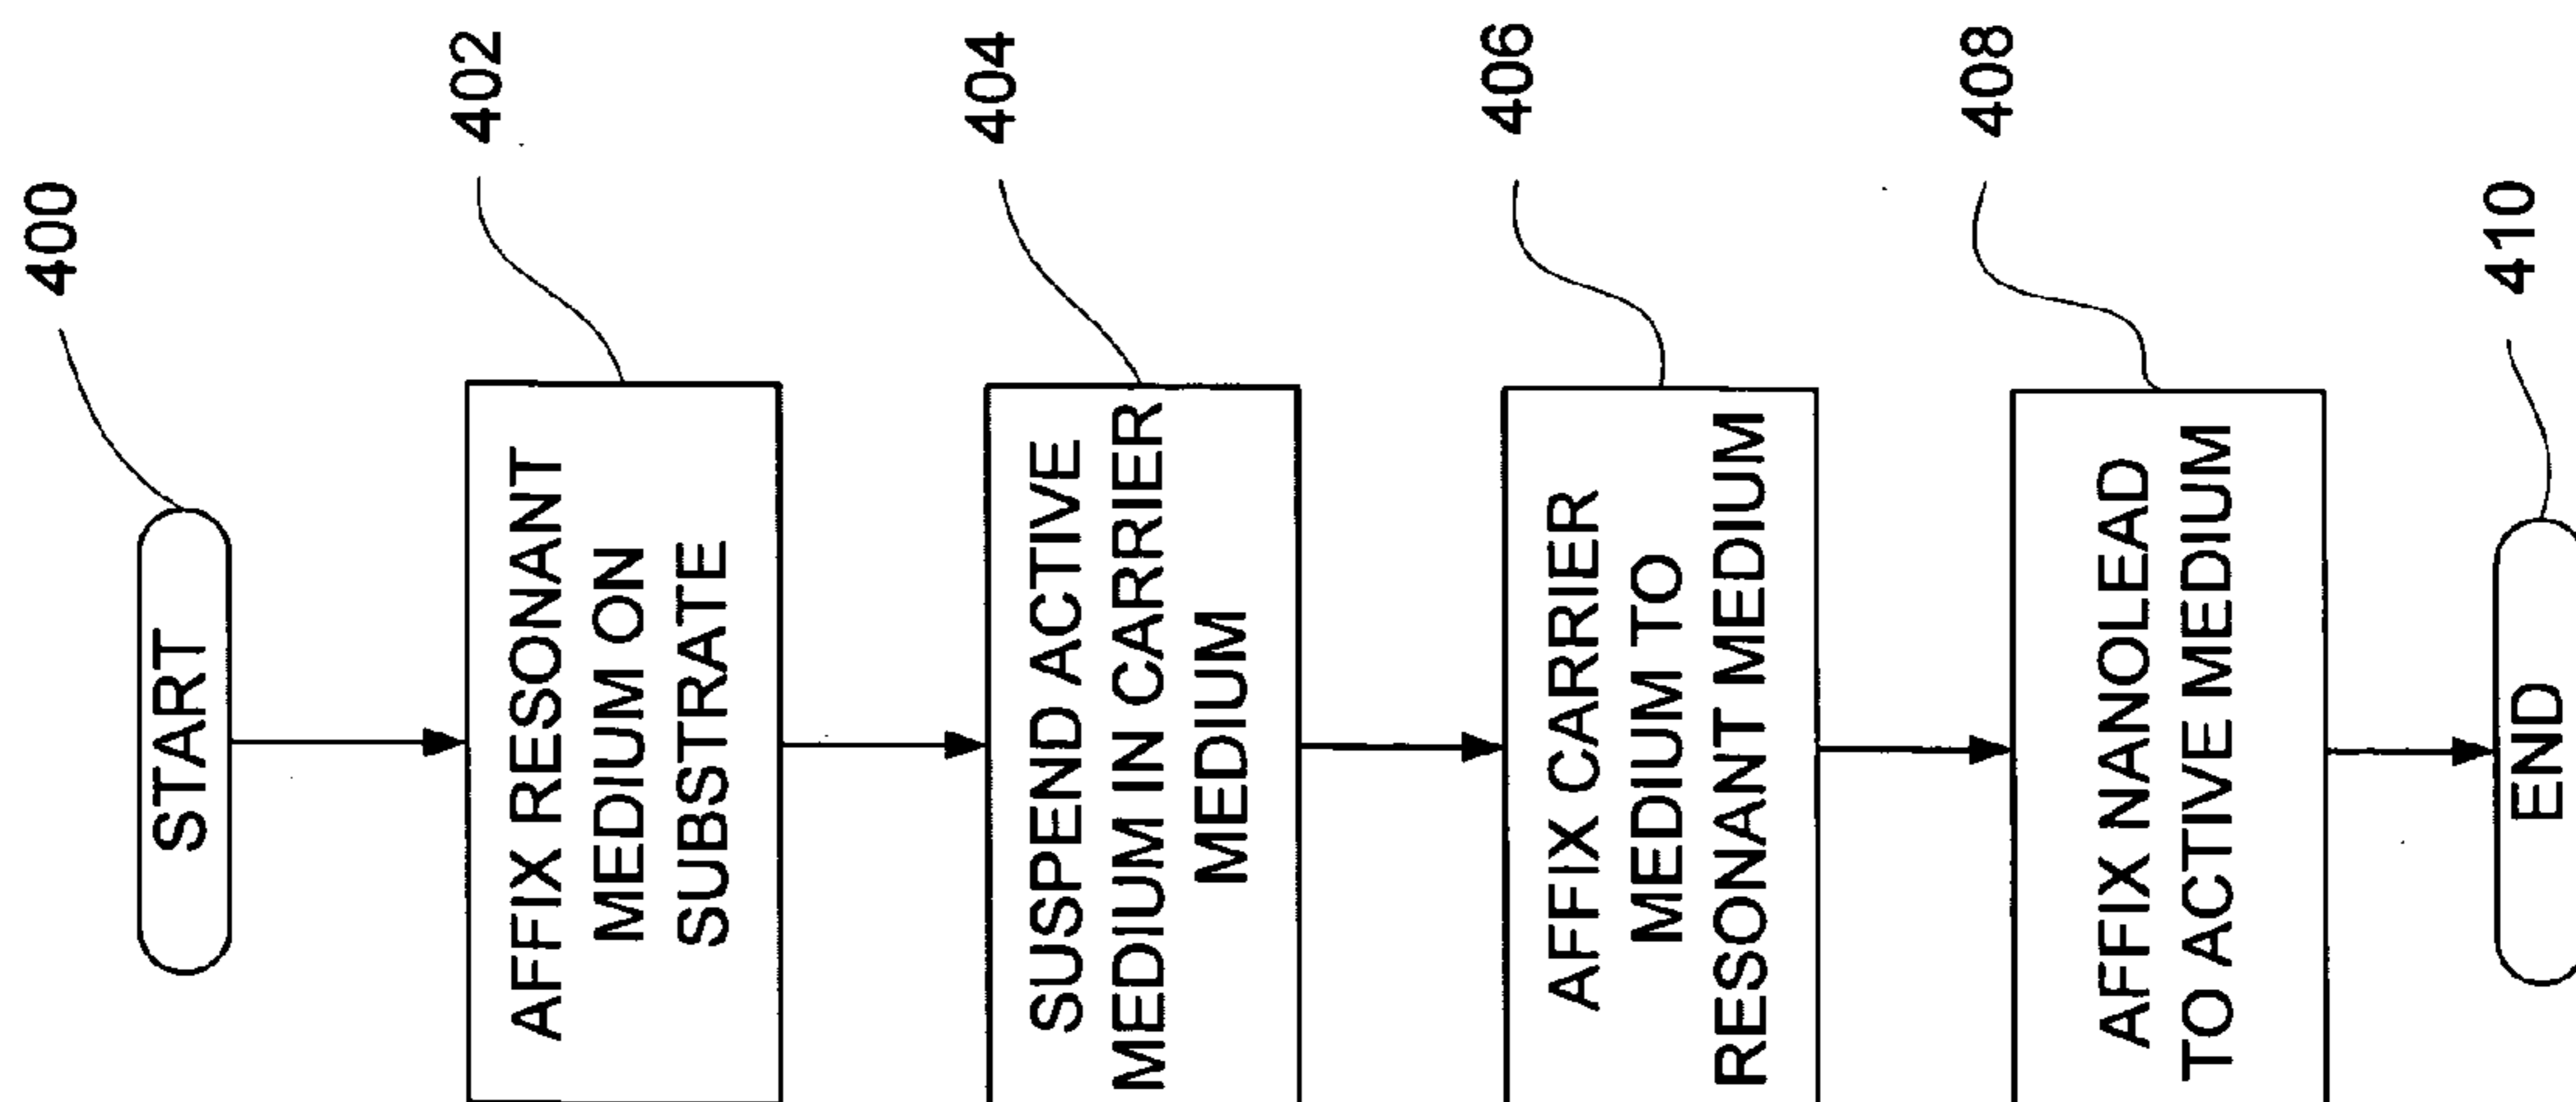 400
START
402
AFFIX RESONANT
MEDIUM ON
SUBSTRATE
404
SUSPEND ACTIVE
MEDIUM IN CARRIER
MEDIUM
406
AFFIX CARRIER
MEDIUM TO
RESONANT MEDIUM
408
AFFIX NANOLEAD
TO ACTIVE MEDIUM
410
END